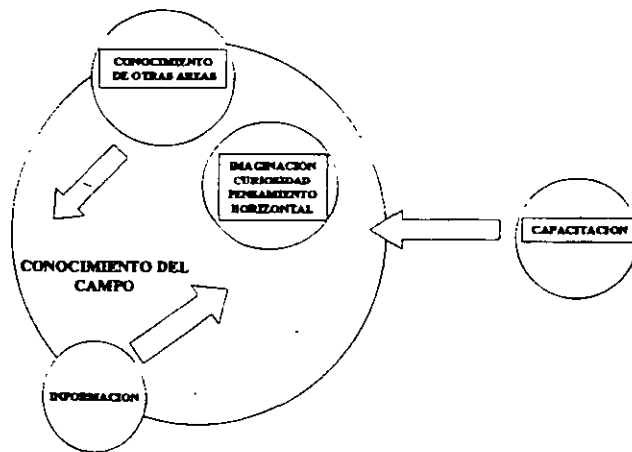 CONOCIMIENTO
DE OTRAS AREAS
IMAGINACION
CURIOSIDAD
PENSAMIENTO
HORIZONTAL
CAPACITACION
CONOCIMIENTO DEL
CAMPO
INFORMACION